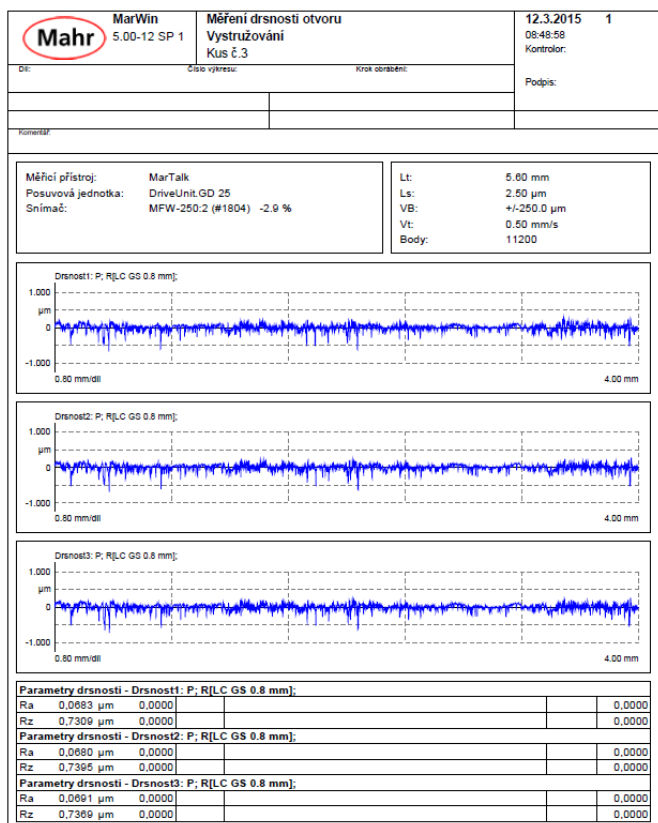 Mahr
MarWin
5.00-12 SP 1
Měření drsnosti otvoru
Vystružování
Kus č.3
12.3.2015 1
08:48:58
Kontrolor:
Podpis:
Díl: Číslo výkresu: Krok obrábění:
Komentář:
Měřicí přístroj: MarTalk
Posuvová jednotka: DriveUnit.GD 25
Snímač: MFW-250:2 (#1804) -2.9 %
Lt: 5.60 mm
Ls: 2.50 µm
VB: +/-250.0 µm
Vt: 0.50 mm/s
Body: 11200
Drsnost1: P; R[LC GS 0.8 mm];
1.000
µm
0
-1.000
0.80 mm/díl 4.00 mm
Drsnost2: P; R[LC GS 0.8 mm];
1.000
µm
0
-1.000
0.80 mm/díl 4.00 mm
Drsnost3: P; R[LC GS 0.8 mm];
1.000
µm
0
-1.000
0.80 mm/díl 4.00 mm
Parametry drsnosti - Drsnost1: P; R[LC GS 0.8 mm];
Ra 0,0683 µm 0,0000 0,0000
Rz 0,7309 µm 0,0000 0,0000
Parametry drsnosti - Drsnost2: P; R[LC GS 0.8 mm];
Ra 0,0680 µm 0,0000 0,0000
Rz 0,7395 µm 0,0000 0,0000
Parametry drsnosti - Drsnost3: P; R[LC GS 0.8 mm];
Ra 0,0691 µm 0,0000 0,0000
Rz 0,7369 µm 0,0000 0,0000